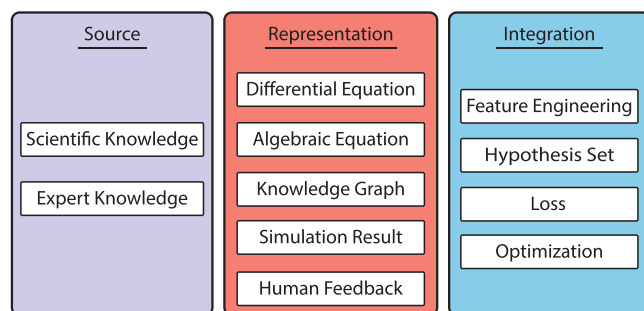 Source
Scientific Knowledge
Expert Knowledge
Representation
Differential Equation
Algebraic Equation
Knowledge Graph
Simulation Result
Human Feedback
Integration
Feature Engineering
Hypothesis Set
Loss
Optimization